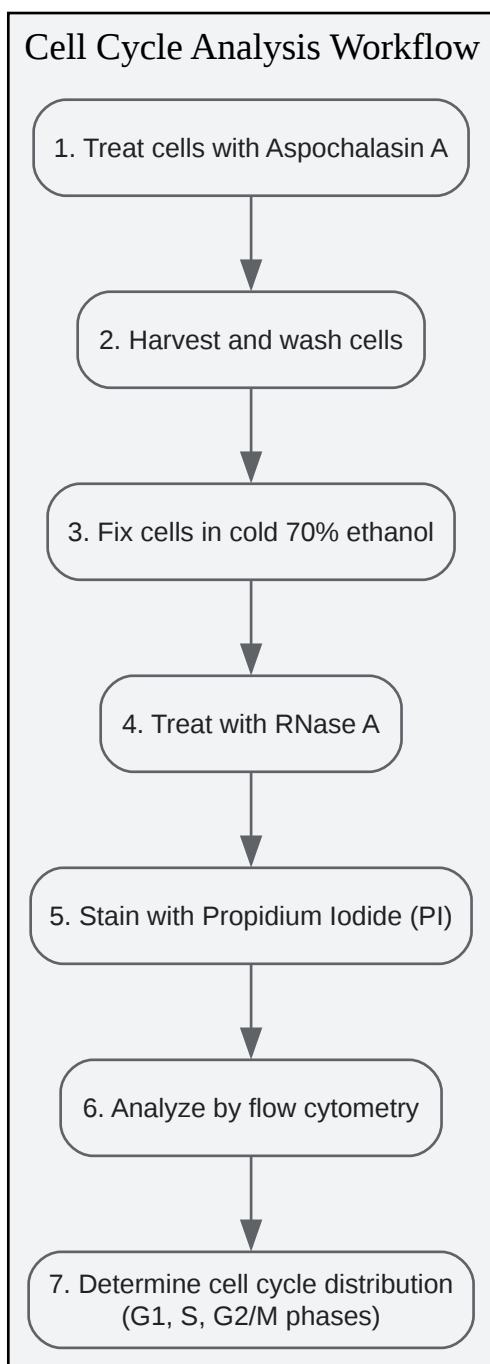 Cell Cycle Analysis Workflow
1. Treat cells with Aspochalasin A
2. Harvest and wash cells
3. Fix cells in cold 70% ethanol
4. Treat with RNase A
5. Stain with Propidium Iodide (PI)
6. Analyze by flow cytometry
7. Determine cell cycle distribution
(G1, S, G2/M phases)